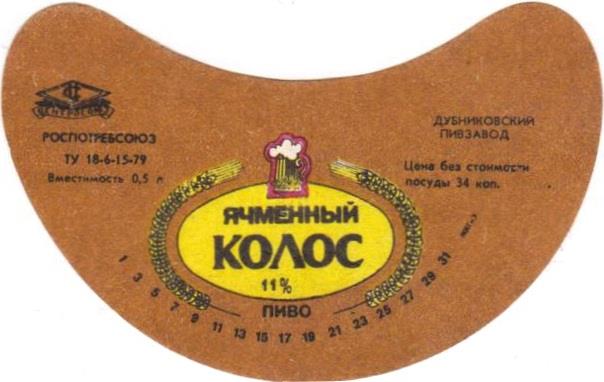 ЦЕНТРОСОЮЗ
РОСПОТРЕБСОЮЗ
ТУ 18-6-15-79
Вместимость 0,5 л
ДУБНИКОВСКИЙ
ПИВЗАВОД
Цена без стоимости
посуды 34 коп.
ЯЧМЕННЫЙ
КОЛОС
11%
ПИВО
1 3 5 7 9 11 13 15 17 19 21 23 25 27 29 31